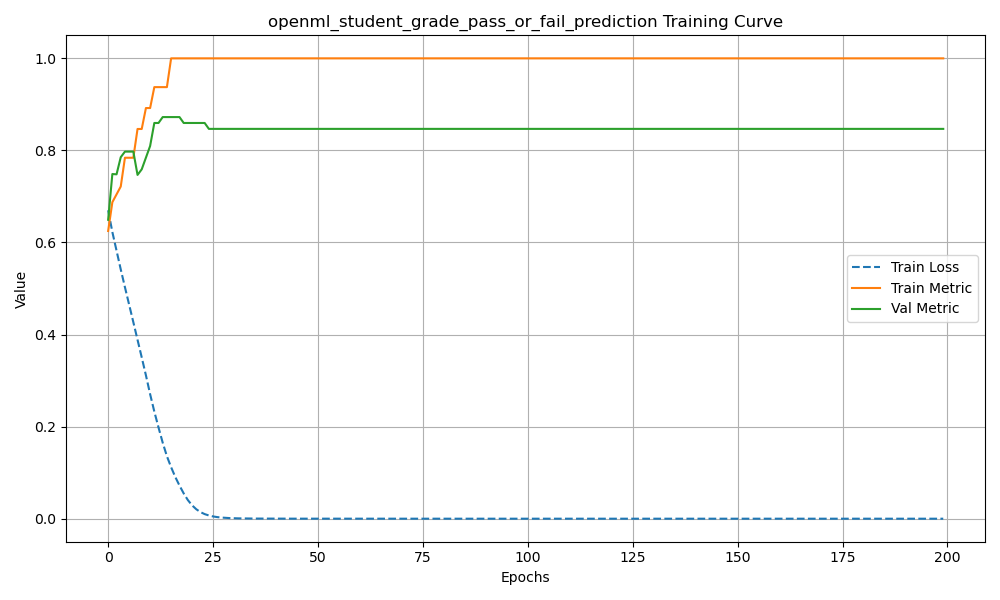 openml_student_grade_pass_or_fail_prediction Training Curve
1.0
0.8
0.6
0.4
0.2
0.0
Value
Train Loss
Train Metric
Val Metric
0 25 50 75 100 125 150 175 200
Epochs